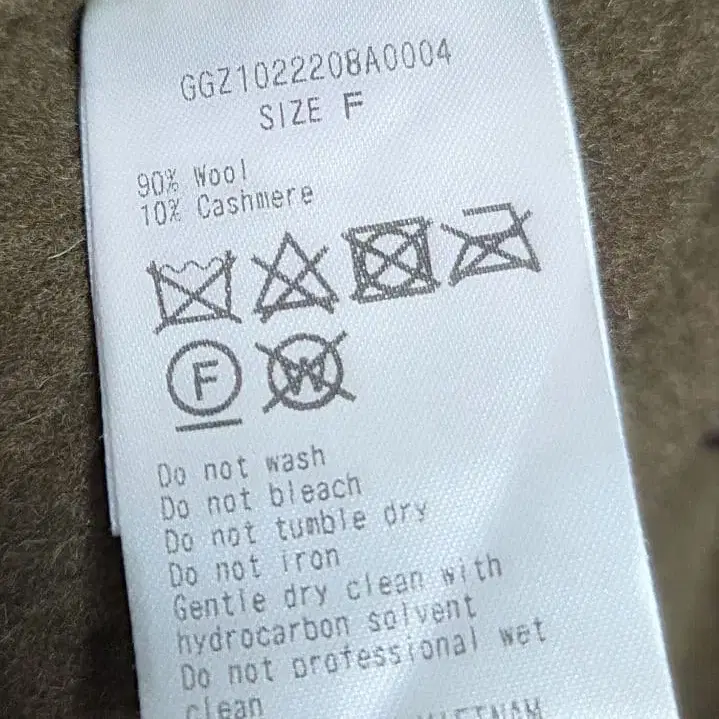 GGZ1022208A0004
SIZE F
90% Wool
10% Cashmere
F W
Do not wash
Do not bleach
Do not tumble dry
Do not iron
Gentle dry clean with
hydrocarbon solvent
Do not professional wet
clean
VIETNAM